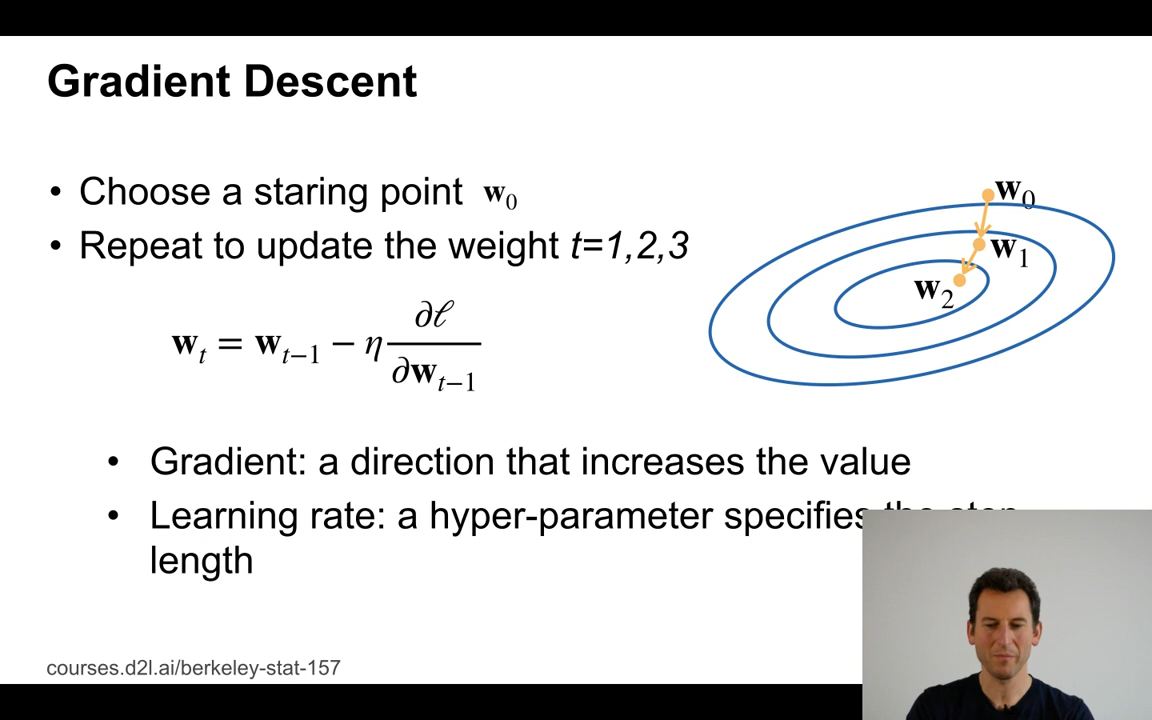 Gradient Descent
• Choose a staring point w₀
• Repeat to update the weight t=1,2,3
w₀
w₁
w₂
wₜ = wₜ₋₁ − η ∂ℓ/∂wₜ₋₁
• Gradient: a direction that increases the value
• Learning rate: a hyper-parameter specifies
length
courses.d2l.ai/berkeley-stat-157